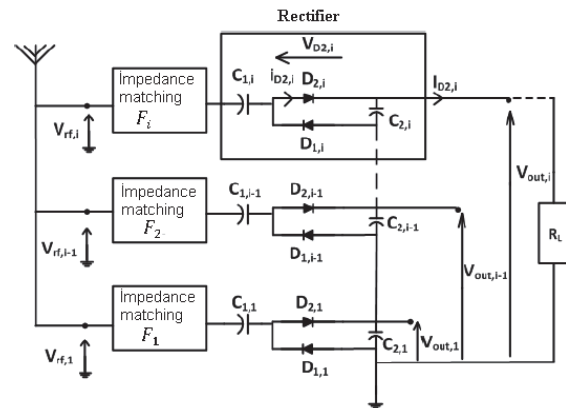 Rectifier
V_D2,i
C_1,i
i_D2,i
D_2,i
I_D2,i
Impedance
matching
F_i
V_rf,i
D_1,i
C_2,i
V_out,i
Impedance
matching
F_2
C_1,i-1
D_2,i-1
V_rf,i-1
D_1,i-1
C_2,i-1
V_out,i-1
R_L
Impedance
matching
F_1
C_1,1
D_2,1
V_rf,1
D_1,1
C_2,1
V_out,1